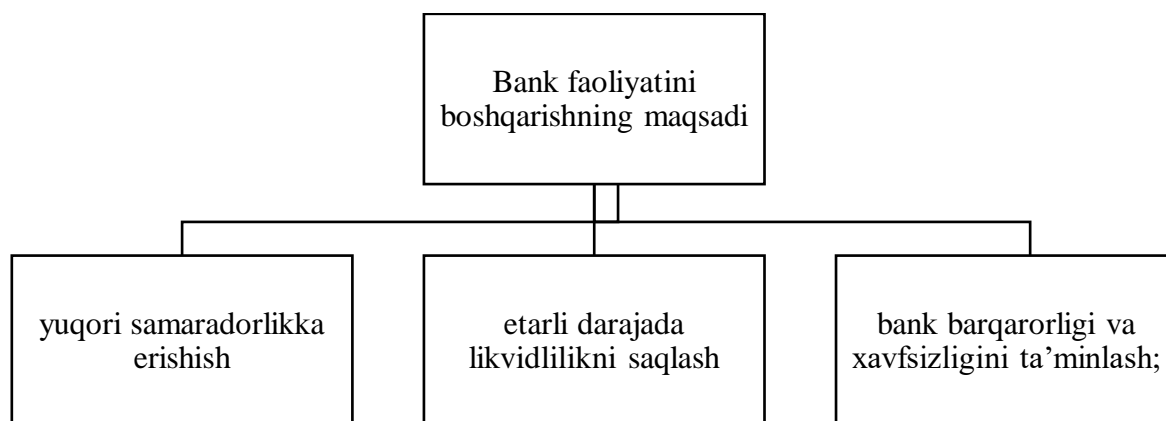 Bank faoliyatini
boshqarishning maqsadi
yuqori samaradorlikka
erishish
etarli darajada
likvidlilikni saqlash
bank barqarorligi va
xavfsizligini ta’minlash;